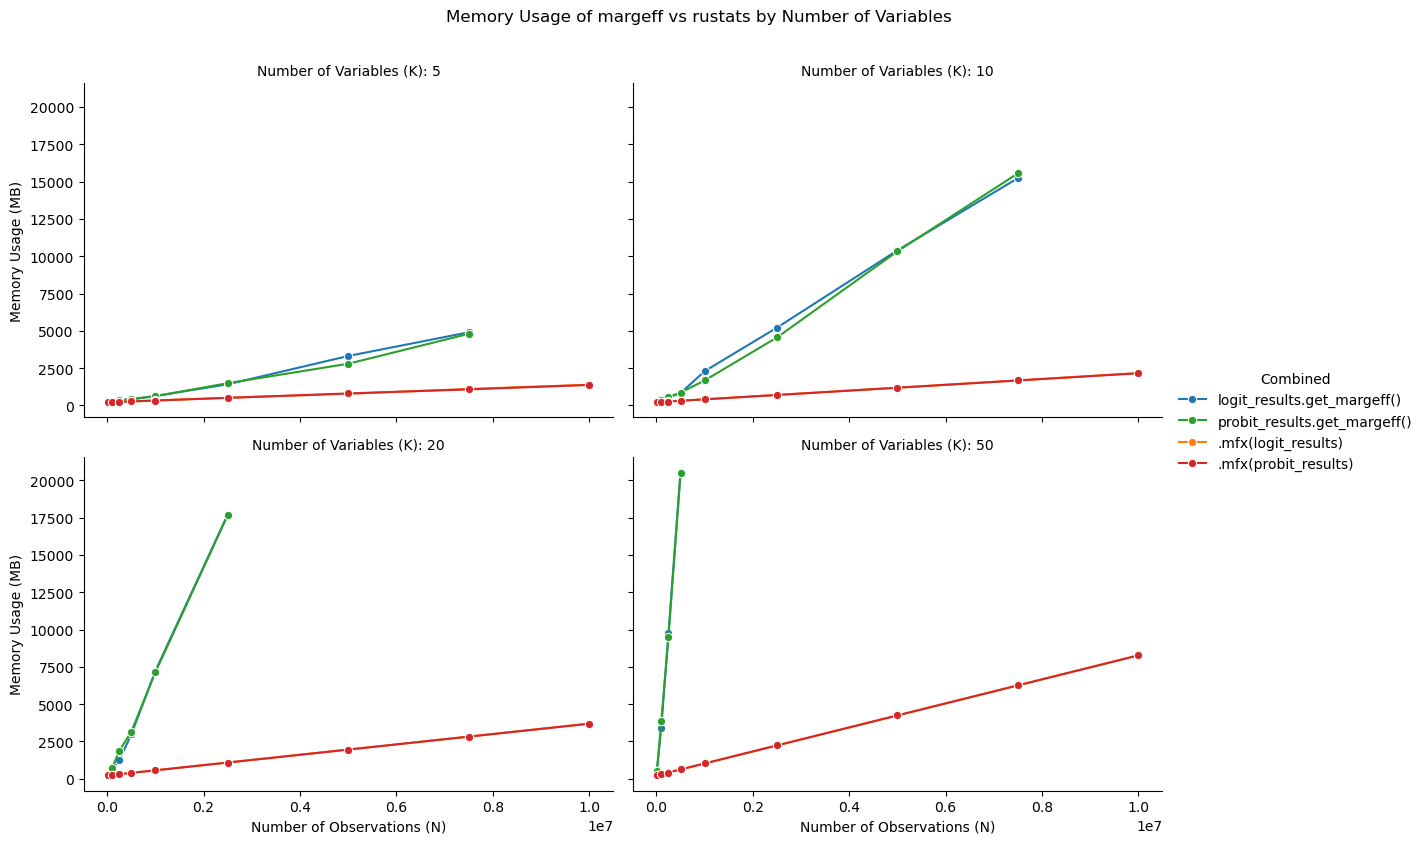 Memory Usage of margeff vs rustats by Number of Variables
Number of Variables (K): 5
Number of Variables (K): 10
20000
17500
15000
12500
10000
7500
5000
2500
0
Memory Usage (MB)
Combined
logit_results.get_margeff()
probit_results.get_margeff()
.mfx(logit_results)
.mfx(probit_results)
Number of Variables (K): 20
Number of Variables (K): 50
20000
17500
15000
12500
10000
7500
5000
2500
0
Memory Usage (MB)
0.0 0.2 0.4 0.6 0.8 1.0
1e7
Number of Observations (N)
0.0 0.2 0.4 0.6 0.8 1.0
1e7
Number of Observations (N)